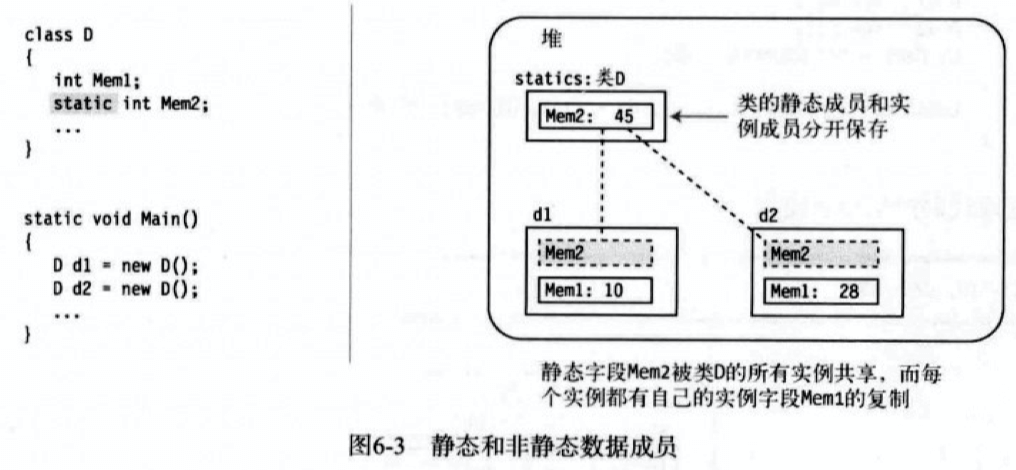 class D
{
int Mem1;
static int Mem2;
...
}
static void Main()
{
D d1 = new D();
D d2 = new D();
...
}
堆
statics:类D
Mem2: 45
类的静态成员和实
例成员分开保存
d1
Mem2
Mem1: 10
d2
Mem2
Mem1: 28
静态字段Mem2被类D的所有实例共享，而每
个实例都有自己的实例字段Mem1的复制
图6-3 静态和非静态数据成员